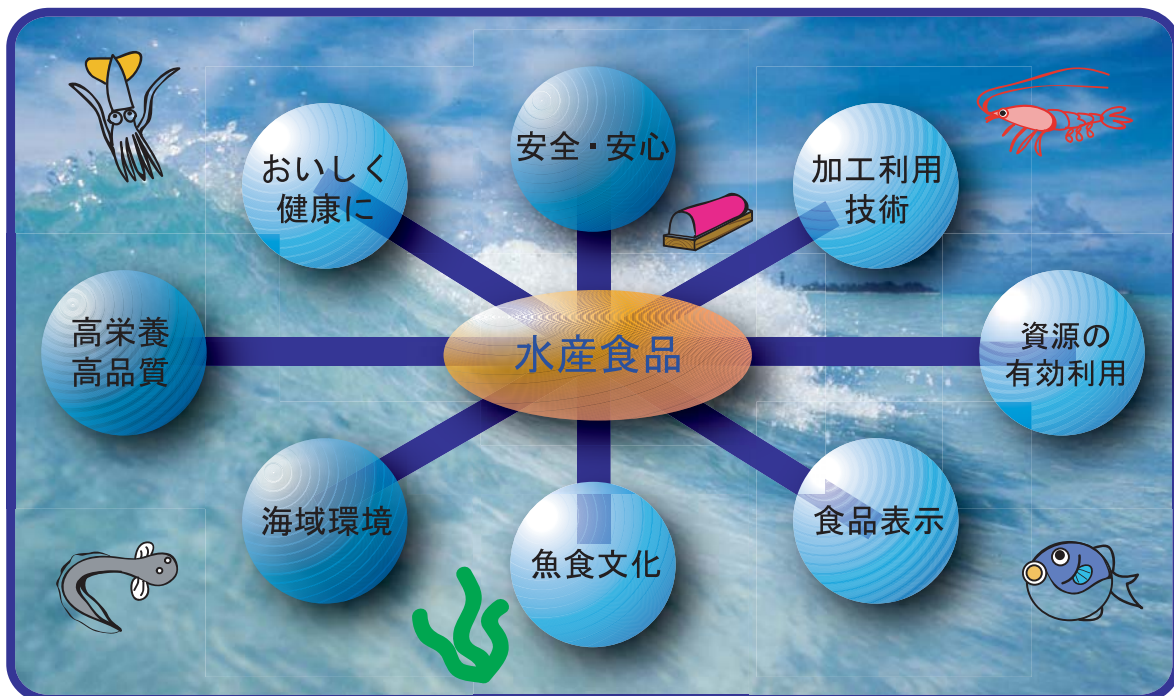 安全・安心
おいしく
健康に
加工利用
技術
高栄養
高品質
水産食品
資源の
有効利用
海域環境
魚食文化
食品表示